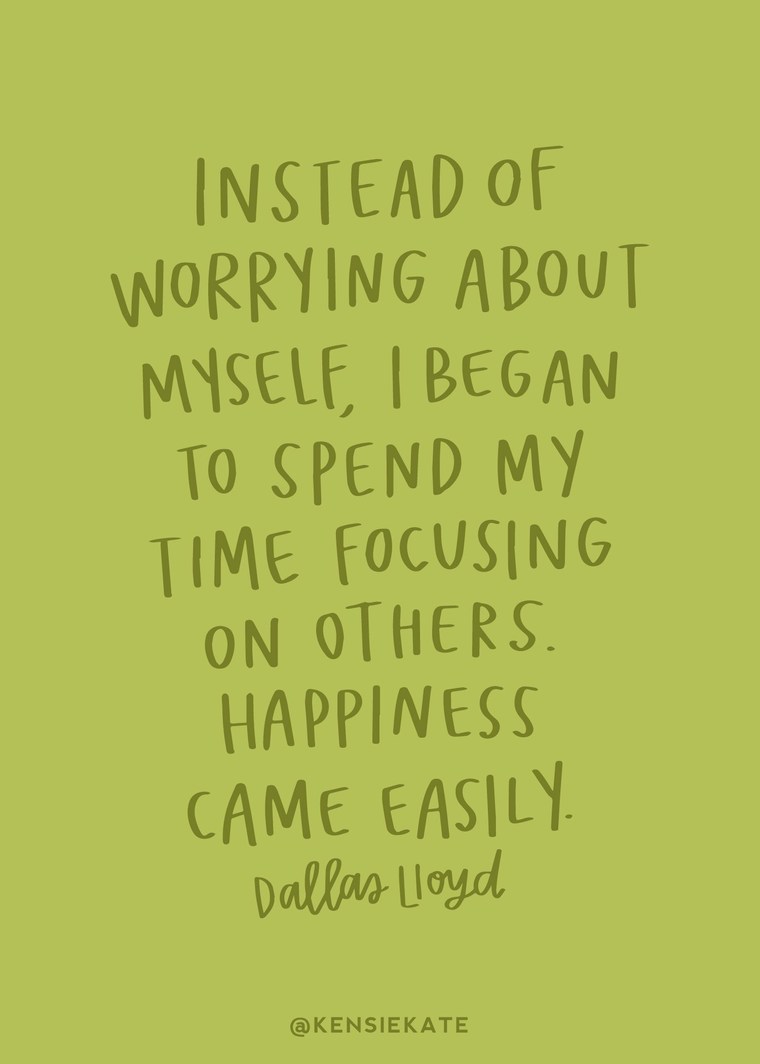 INSTEAD OF
WORRYING ABOUT
MYSELF, I BEGAN
TO SPEND MY
TIME FOCUSING
ON OTHERS.
HAPPINESS
CAME EASILY.
Dallas Lloyd
@KENSIEKATE